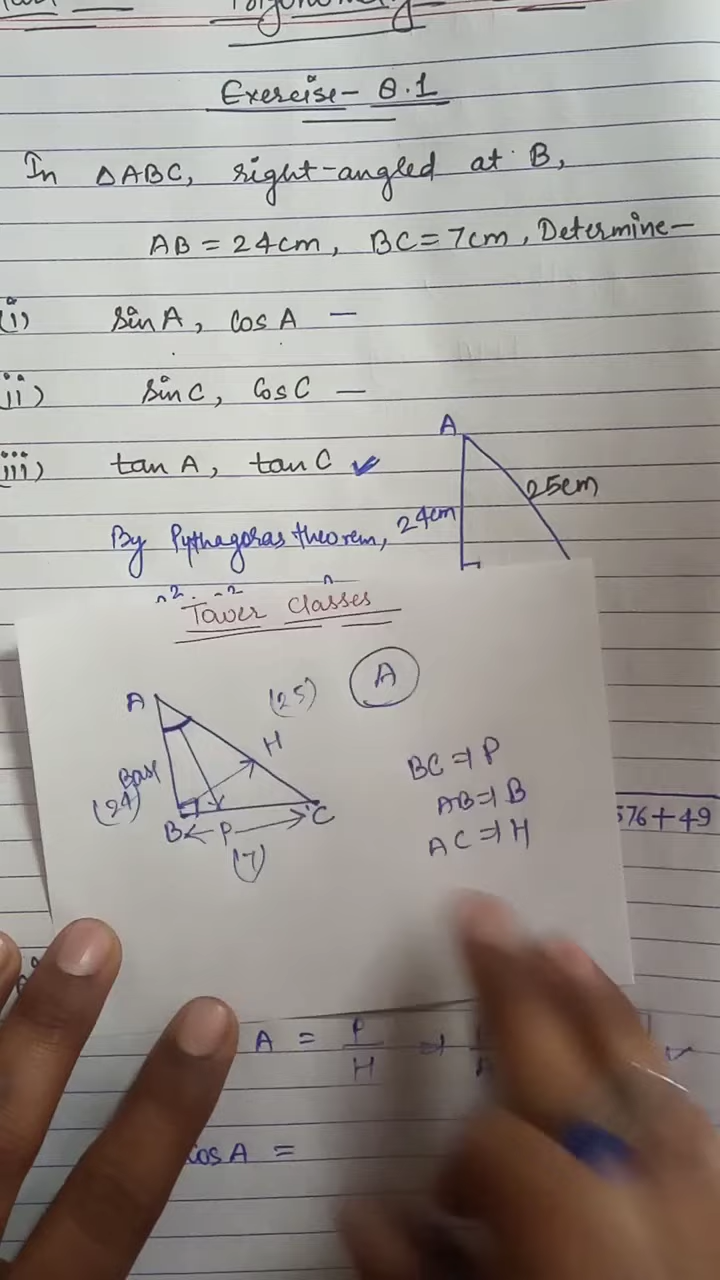 Exercise - 8.1
In △ABC, right-angled at B,
AB = 24cm, BC = 7cm, Determine -
(i) sin A, cos A -
(ii) sin C, cos C -
(iii) tan A, tan C ✓
By Pythagoras theorem,
A
24cm
25cm
Tower Classes
A
(25)
A
H
Base
(24)
B ← P → C
(7)
BC ⇒ P
AB ⇒ B
AC ⇒ H
576 + 49
A = P/H ⇒
cos A =